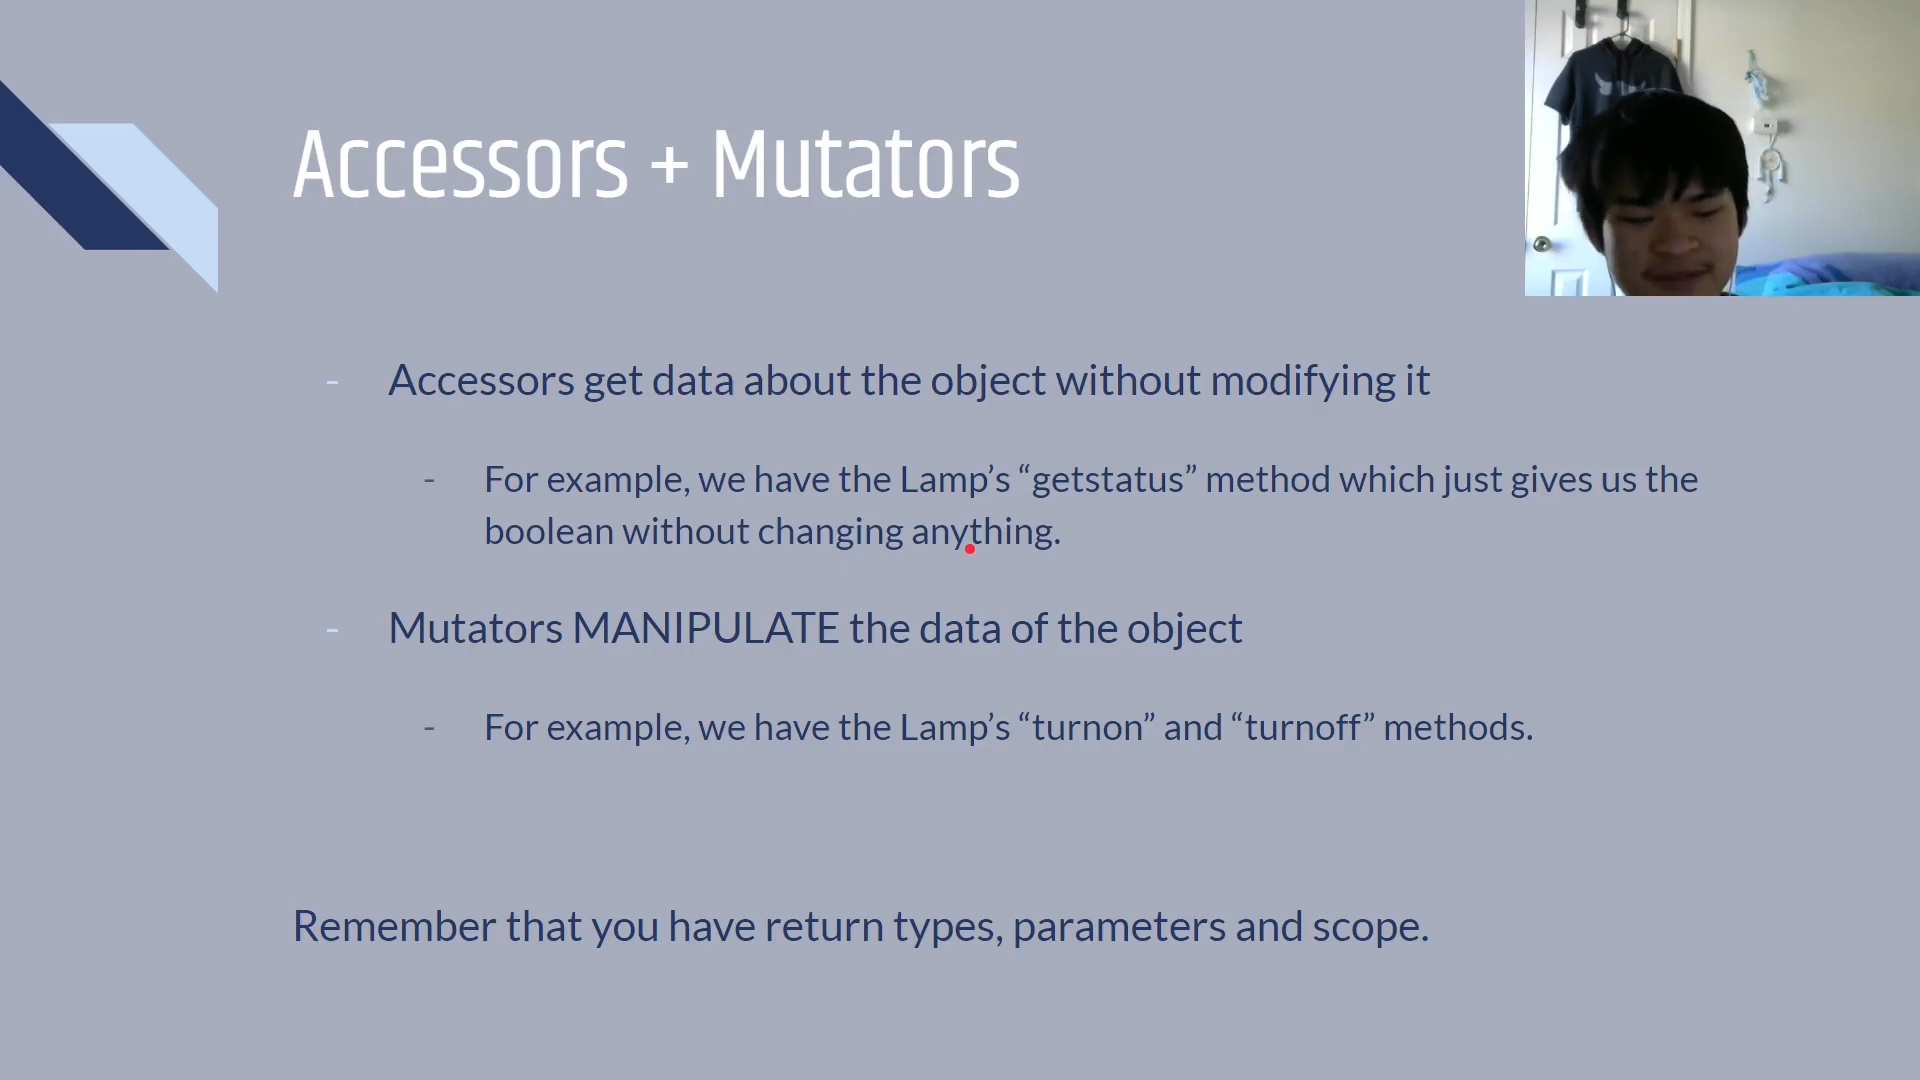 Accessors + Mutators
- Accessors get data about the object without modifying it
- For example, we have the Lamp’s “getstatus” method which just gives us the
boolean without changing anything.
- Mutators MANIPULATE the data of the object
- For example, we have the Lamp’s “turnon” and “turnoff” methods.
Remember that you have return types, parameters and scope.